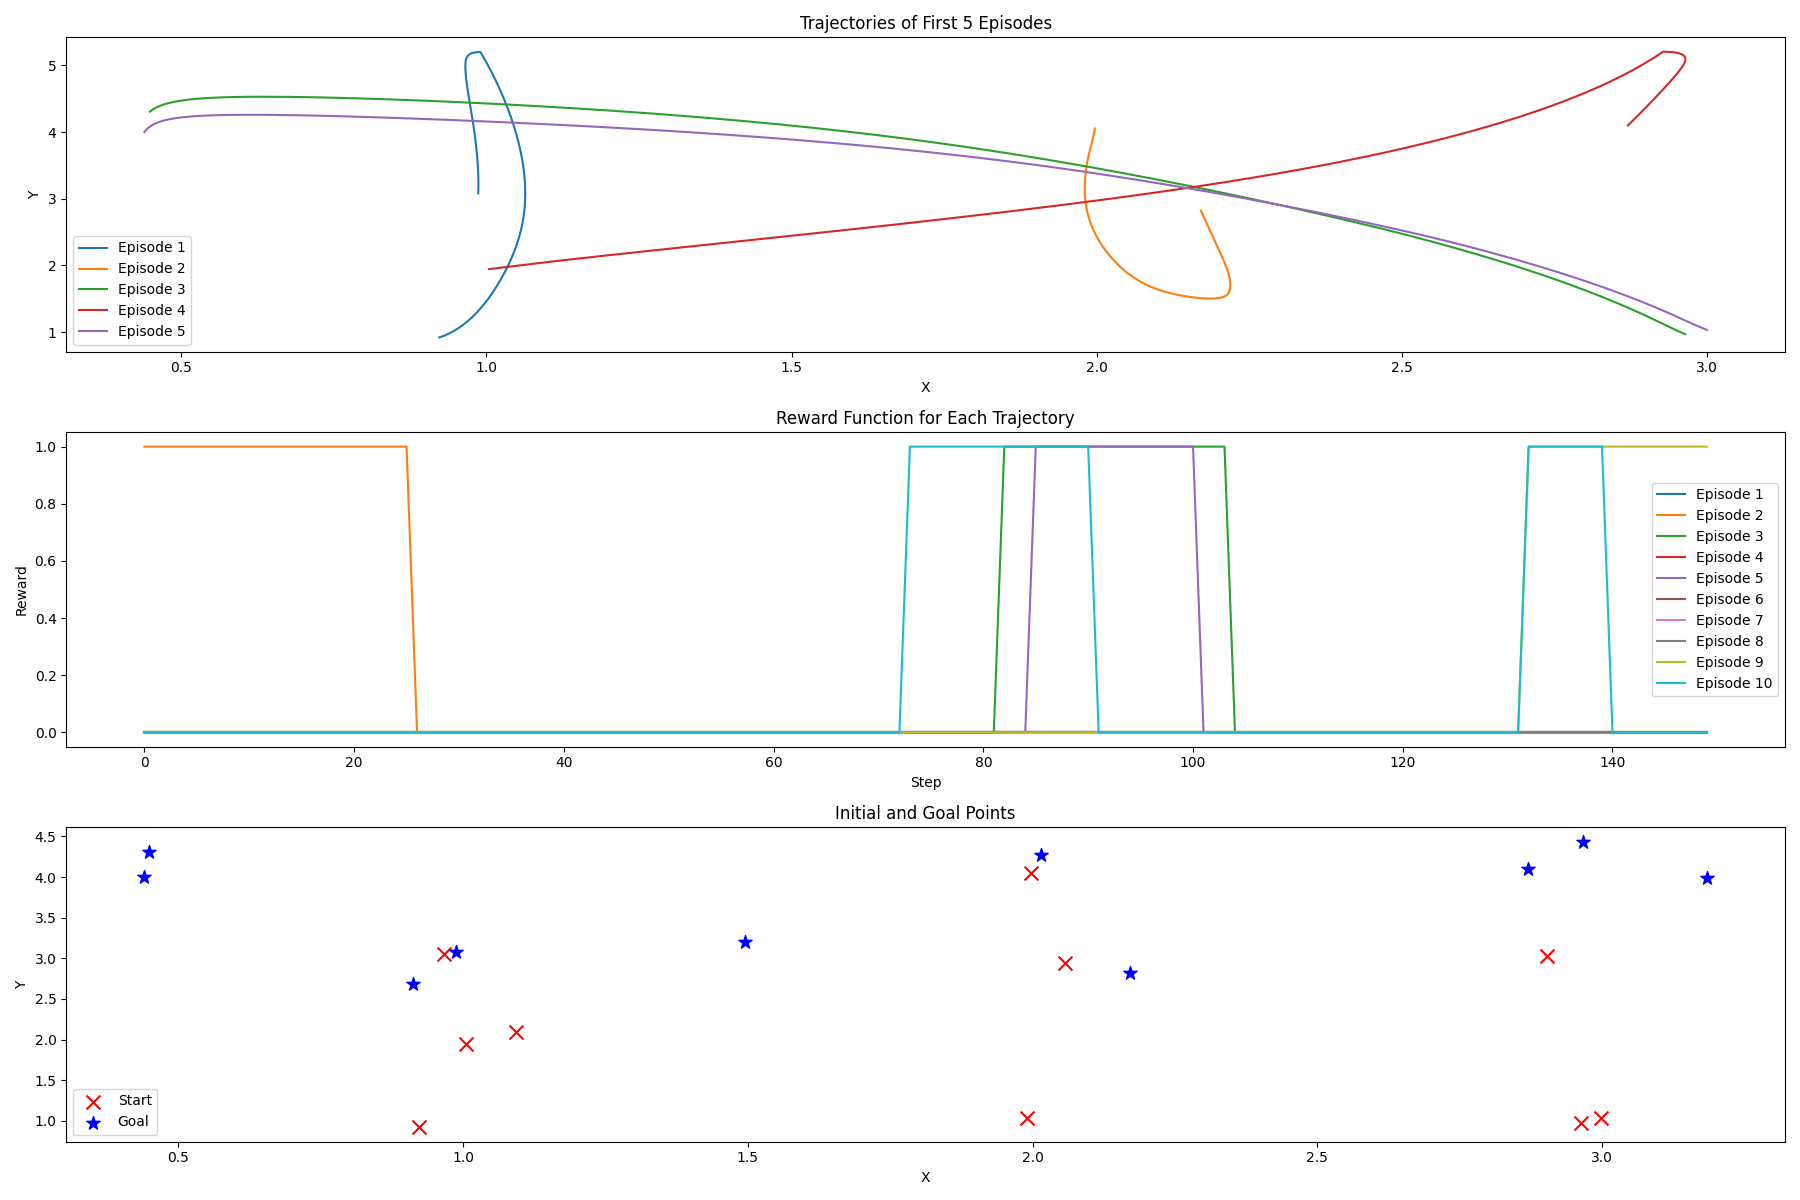 Trajectories of First 5 Episodes
5
4
3
2
1
Y
Episode 1
Episode 2
Episode 3
Episode 4
Episode 5
0.5 1.0 1.5 2.0 2.5 3.0
X
Reward Function for Each Trajectory
1.0
0.8
0.6
0.4
0.2
0.0
Reward
Episode 1
Episode 2
Episode 3
Episode 4
Episode 5
Episode 6
Episode 7
Episode 8
Episode 9
Episode 10
0 20 40 60 80 100 120 140
Step
Initial and Goal Points
4.5
4.0
3.5
3.0
2.5
2.0
1.5
1.0
Y
Start
Goal
0.5 1.0 1.5 2.0 2.5 3.0
X